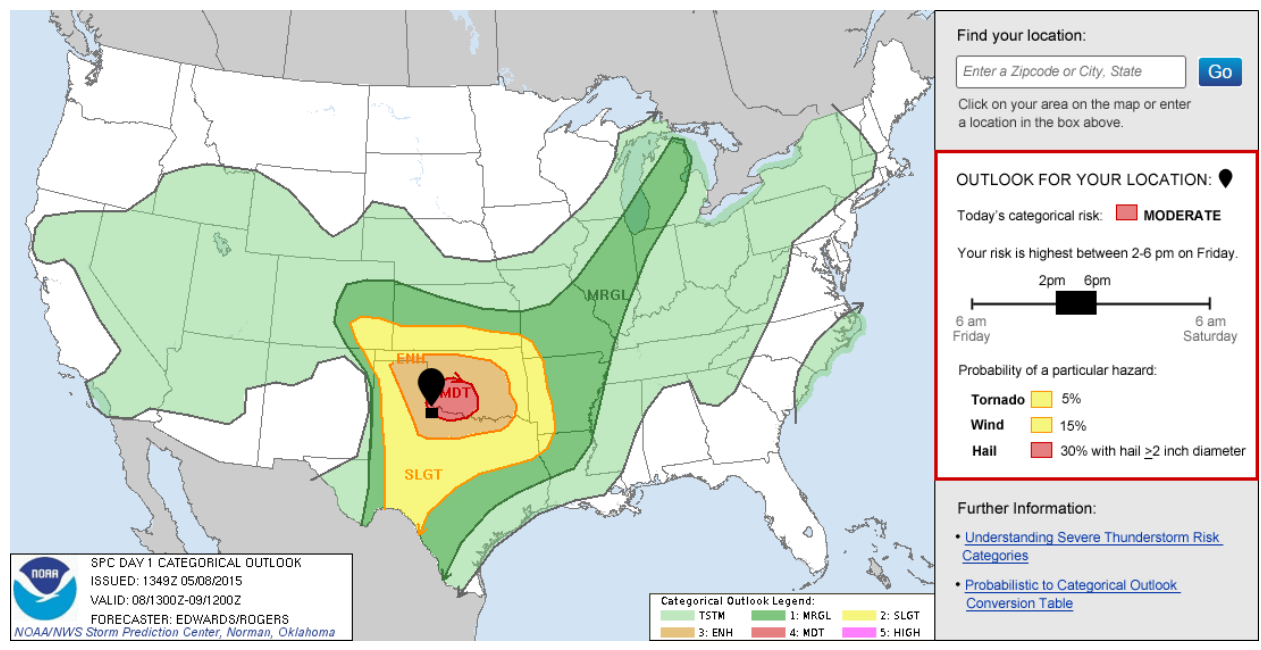 Find your location:
Enter a Zipcode or City, State
Go
Click on your area on the map or enter
a location in the box above.
OUTLOOK FOR YOUR LOCATION:
Today's categorical risk: MODERATE
Your risk is highest between 2-6 pm on Friday.
2pm 6pm
6 am 6 am
Friday Saturday
Probability of a particular hazard:
Tornado 5%
Wind 15%
Hail 30% with hail >2 inch diameter
Further Information:
• Understanding Severe Thunderstorm Risk
Categories
• Probabilistic to Categorical Outlook
Conversion Table
MRGL
ENH
MDT
SLGT
NOAA
SPC DAY 1 CATEGORICAL OUTLOOK
ISSUED: 1349Z 05/08/2015
VALID: 08/1300Z-09/1200Z
FORECASTER: EDWARDS/ROGERS
NOAA/NWS Storm Prediction Center, Norman, Oklahoma
Categorical Outlook Legend:
TSTM 1: MRGL 2: SLGT
3: ENH 4: MDT 5: HIGH